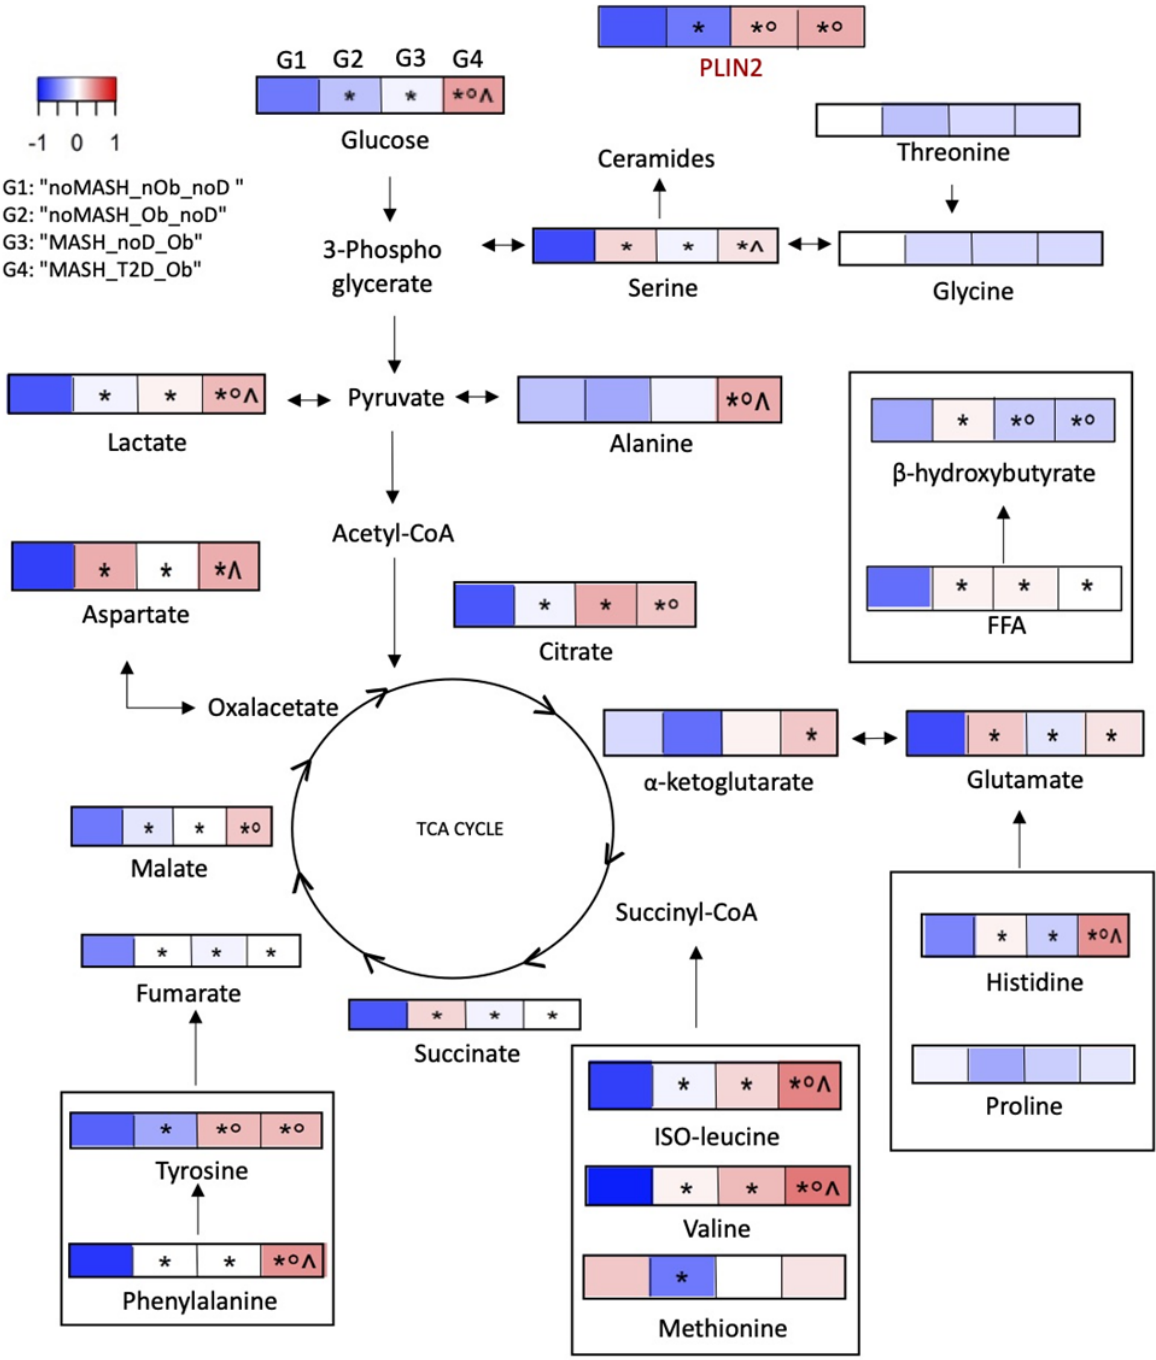 * *° *°
PLIN2
G1 G2 G3 G4
* * *°^
Glucose
-1 0 1
G1: "noMASH_nOb_noD "
G2: "noMASH_Ob_noD"
G3: "MASH_noD_Ob"
G4: "MASH_T2D_Ob"
Threonine
Ceramides
3-Phospho
glycerate
* * *^
Serine
Glycine
* * *°^
Lactate
Pyruvate
*°^
Alanine
* *° *°
β-hydroxybutyrate
* * *
FFA
Acetyl-CoA
* * *^
Aspartate
* * *°
Citrate
Oxalacetate
*
α-ketoglutarate
* * *
Glutamate
TCA CYCLE
* * *°
Malate
Succinyl-CoA
* * *°^
Histidine
* * *
Fumarate
* * *
Succinate
Proline
* * *°^
ISO-leucine
* *° *°
Tyrosine
* * *°^
Valine
* * *°^
Phenylalanine
*
Methionine